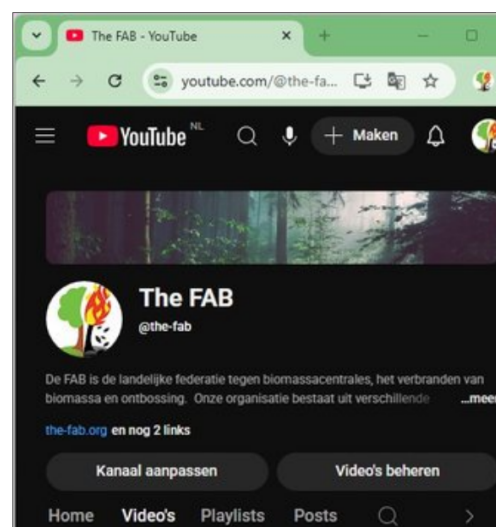 The FAB - YouTube
youtube.com/@the-fa...
YouTube NL
Maken
The FAB
@the-fab
De FAB is de landelijke federatie tegen biomassacentrales, het verbranden van
biomassa en ontbossing. Onze organisatie bestaat uit verschillende ...meer
the-fab.org en nog 2 links
Kanaal aanpassen Video's beheren
Home Video's Playlists Posts